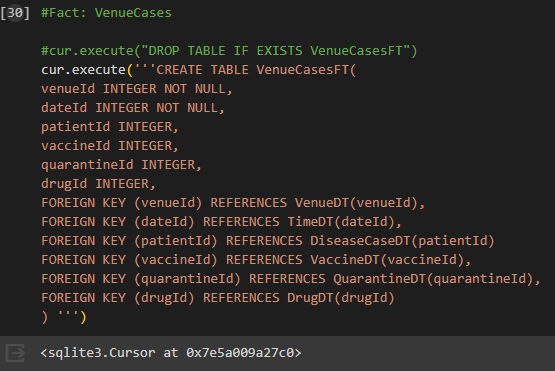 [30] #Fact: VenueCases
#cur.execute("DROP TABLE IF EXISTS VenueCasesFT")
cur.execute('''CREATE TABLE VenueCasesFT(
venueId INTEGER NOT NULL,
dateId INTEGER NOT NULL,
patientId INTEGER,
vaccineId INTEGER,
quarantineId INTEGER,
drugId INTEGER,
FOREIGN KEY (venueId) REFERENCES VenueDT(venueId),
FOREIGN KEY (dateId) REFERENCES TimeDT(dateId),
FOREIGN KEY (patientId) REFERENCES DiseaseCaseDT(patientId)
FOREIGN KEY (vaccineId) REFERENCES VaccineDT(vaccineId),
FOREIGN KEY (quarantineId) REFERENCES QuarantineDT(quarantineId),
FOREIGN KEY (drugId) REFERENCES DrugDT(drugId)
) ''')
<sqlite3.Cursor at 0x7e5a009a27c0>